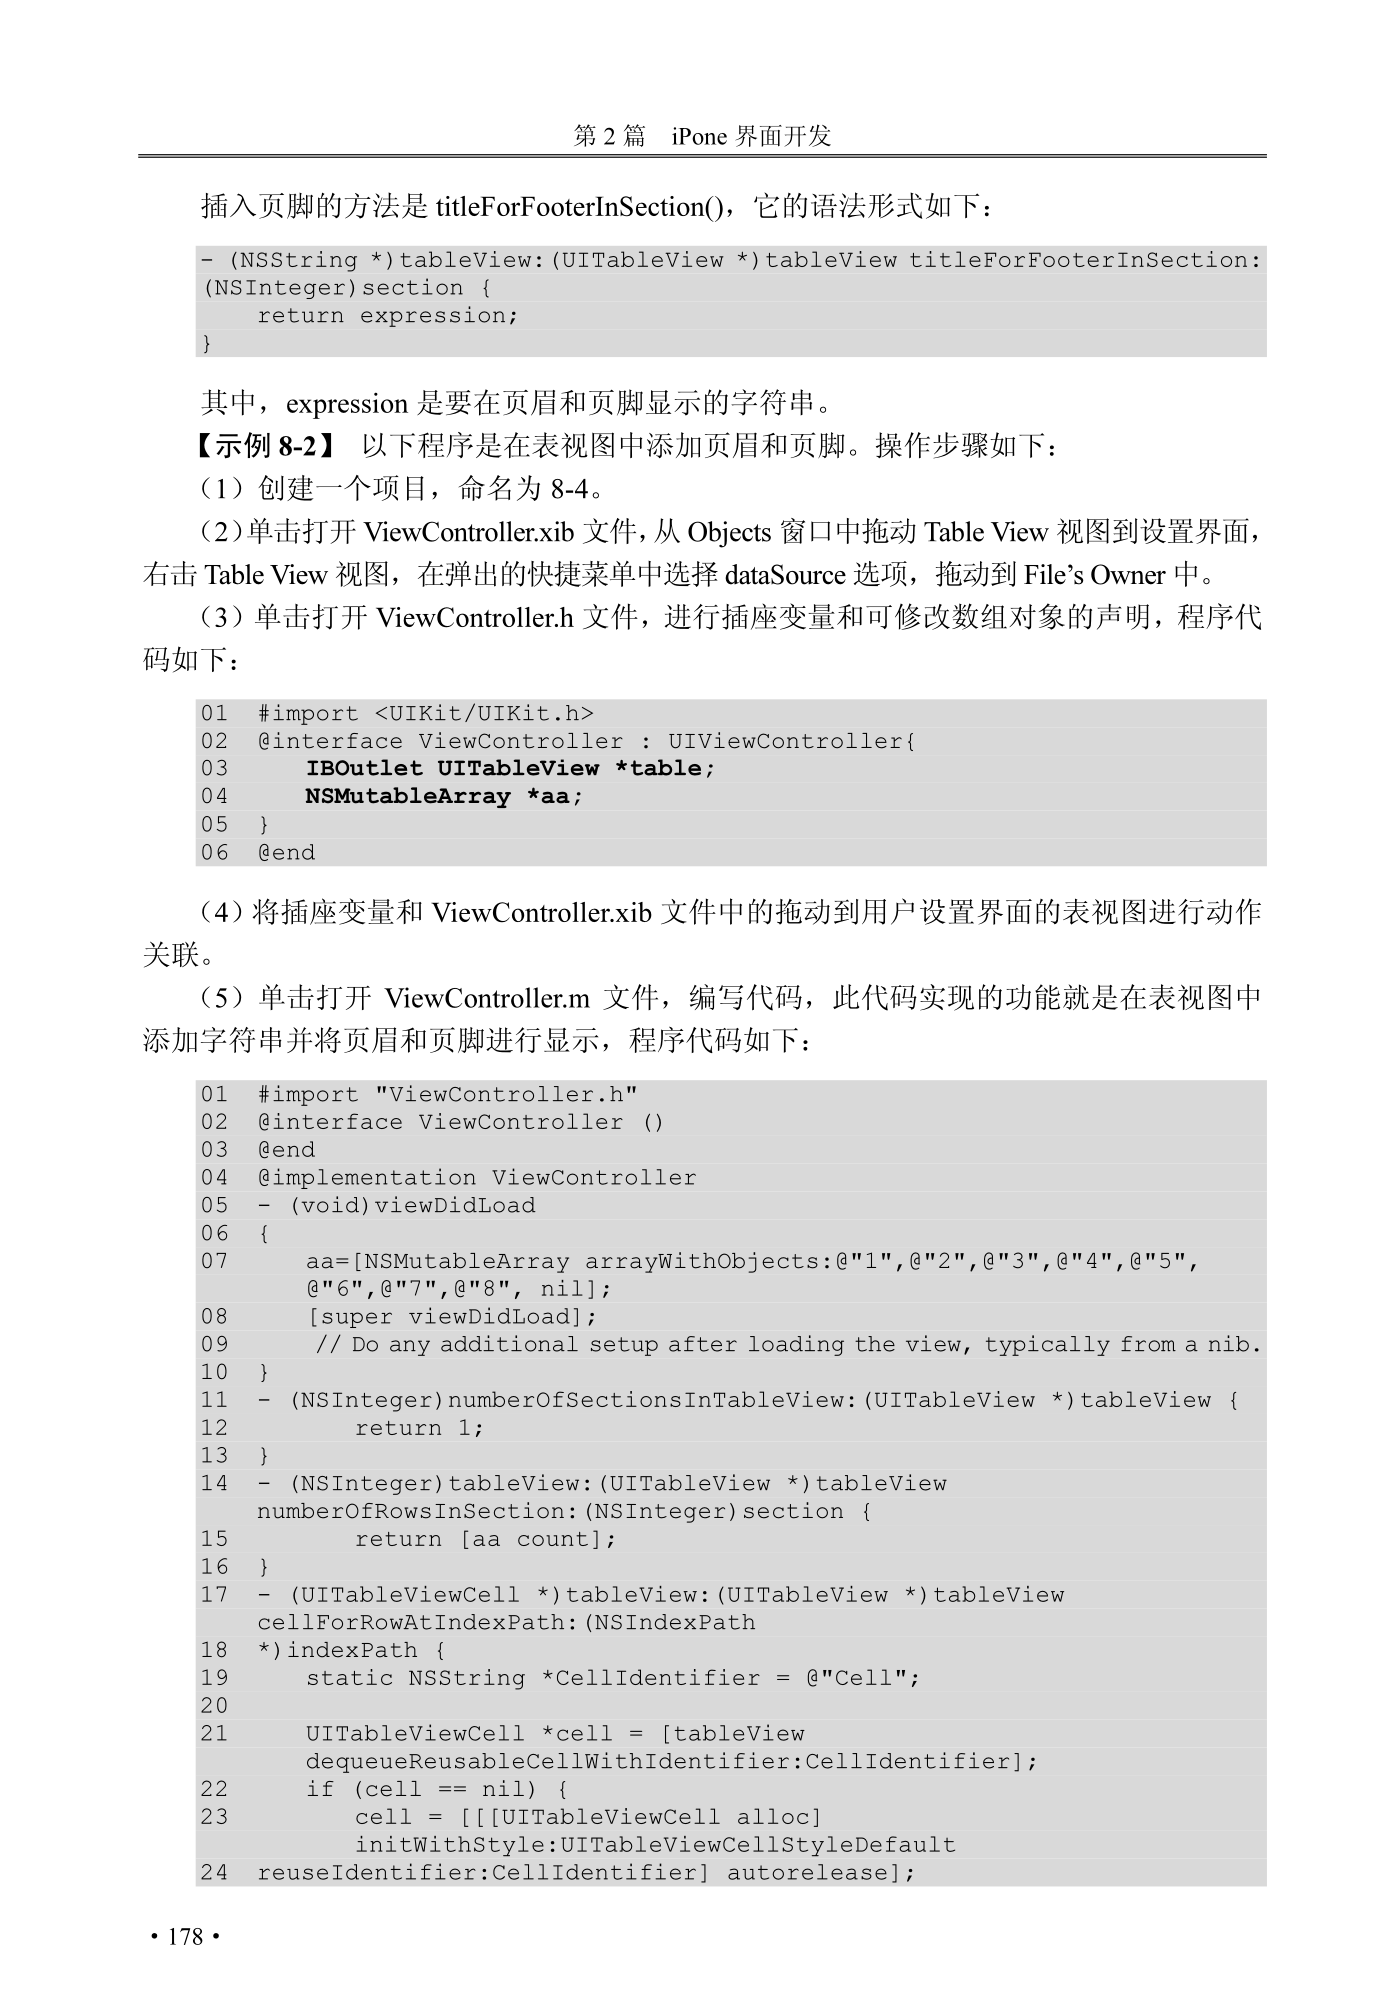 第 2 篇　iPone 界面开发
插入页脚的方法是 titleForFooterInSection()，它的语法形式如下：
- (NSString *)tableView:(UITableView *)tableView titleForFooterInSection:
(NSInteger)section {
    return expression;
}
其中，expression 是要在页眉和页脚显示的字符串。
【示例 8-2】 以下程序是在表视图中添加页眉和页脚。操作步骤如下：
（1）创建一个项目，命名为 8-4。
（2）单击打开 ViewController.xib 文件，从 Objects 窗口中拖动 Table View 视图到设置界面，
右击 Table View 视图，在弹出的快捷菜单中选择 dataSource 选项，拖动到 File’s Owner 中。
（3）单击打开 ViewController.h 文件，进行插座变量和可修改数组对象的声明，程序代
码如下：
01  #import <UIKit/UIKit.h>
02  @interface ViewController : UIViewController{
03     IBOutlet UITableView *table;
04     NSMutableArray *aa;
05  }
06  @end
（4）将插座变量和 ViewController.xib 文件中的拖动到用户设置界面的表视图进行动作
关联。
（5）单击打开 ViewController.m 文件，编写代码，此代码实现的功能就是在表视图中
添加字符串并将页眉和页脚进行显示，程序代码如下：
01  #import "ViewController.h"
02  @interface ViewController ()
03  @end
04  @implementation ViewController
05  - (void)viewDidLoad
06  {
07     aa=[NSMutableArray arrayWithObjects:@"1",@"2",@"3",@"4",@"5",
       @"6",@"7",@"8", nil];
08     [super viewDidLoad];
09     // Do any additional setup after loading the view, typically from a nib.
10  }
11  - (NSInteger)numberOfSectionsInTableView:(UITableView *)tableView {
12        return 1;
13  }
14  - (NSInteger)tableView:(UITableView *)tableView
    numberOfRowsInSection:(NSInteger)section {
15        return [aa count];
16  }
17  - (UITableViewCell *)tableView:(UITableView *)tableView
    cellForRowAtIndexPath:(NSIndexPath
18  *)indexPath {
19     static NSString *CellIdentifier = @"Cell";
20
21     UITableViewCell *cell = [tableView
       dequeueReusableCellWithIdentifier:CellIdentifier];
22     if (cell == nil) {
23        cell = [[[UITableViewCell alloc]
          initWithStyle:UITableViewCellStyleDefault
24  reuseIdentifier:CellIdentifier] autorelease];
• 178 •